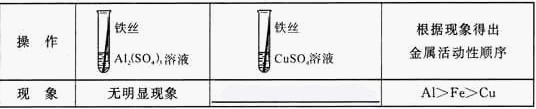 操 作
铁丝
Al₂(SO₄)₃溶液
铁丝
CuSO₄溶液
根据现象得出
金属活动性顺序
现 象
无明显现象
Al>Fe>Cu